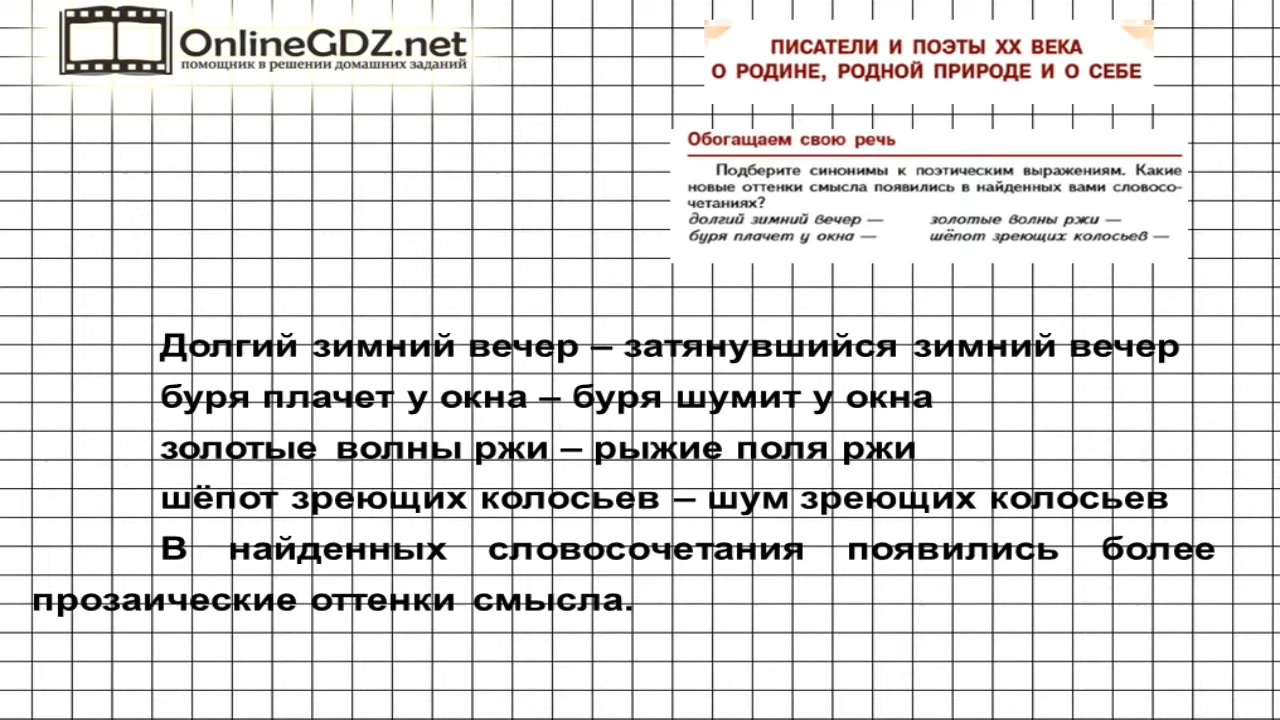 OnlineGDZ.net
помощник в решении домашних заданий
ПИСАТЕЛИ И ПОЭТЫ XX ВЕКА
О РОДИНЕ, РОДНОЙ ПРИРОДЕ И О СЕБЕ
Обогащаем свою речь
Подберите синонимы к поэтическим выражениям. Какие
новые оттенки смысла появились в найденных вами словосо-
четаниях?
долгий зимний вечер — золотые волны ржи —
буря плачет у окна — шёпот зреющих колосьев —
Долгий зимний вечер – затянувшийся зимний вечер
буря плачет у окна – буря шумит у окна
золотые волны ржи – рыжие поля ржи
шёпот зреющих колосьев – шум зреющих колосьев
В найденных словосочетания появились более
прозаические оттенки смысла.